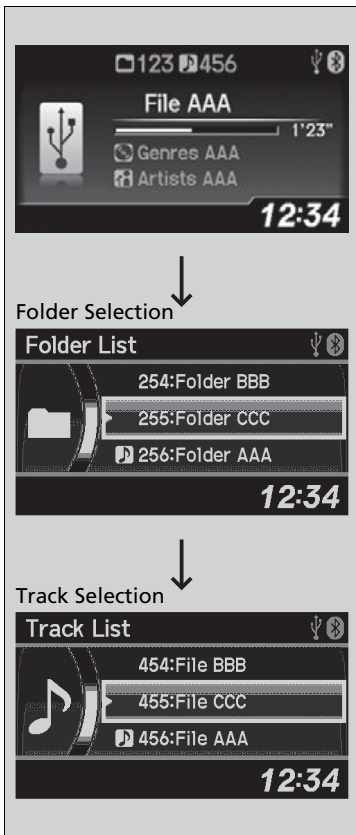 123 456
File AAA
1'23"
Genres AAA
Artists AAA
12:34
Folder Selection
Folder List
254:Folder BBB
255:Folder CCC
256:Folder AAA
12:34
Track Selection
Track List
454:File BBB
455:File CCC
456:File AAA
12:34